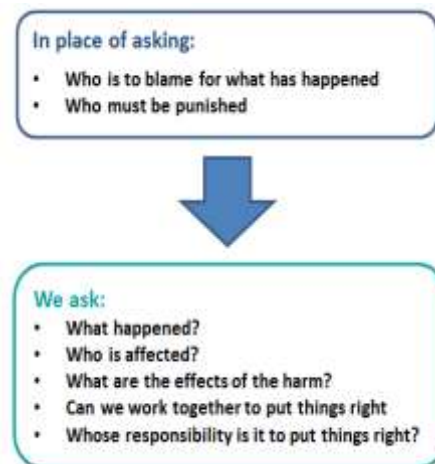 In place of asking:
• Who is to blame for what has happened
• Who must be punished
We ask:
• What happened?
• Who is affected?
• What are the effects of the harm?
• Can we work together to put things right
• Whose responsibility is it to put things right?